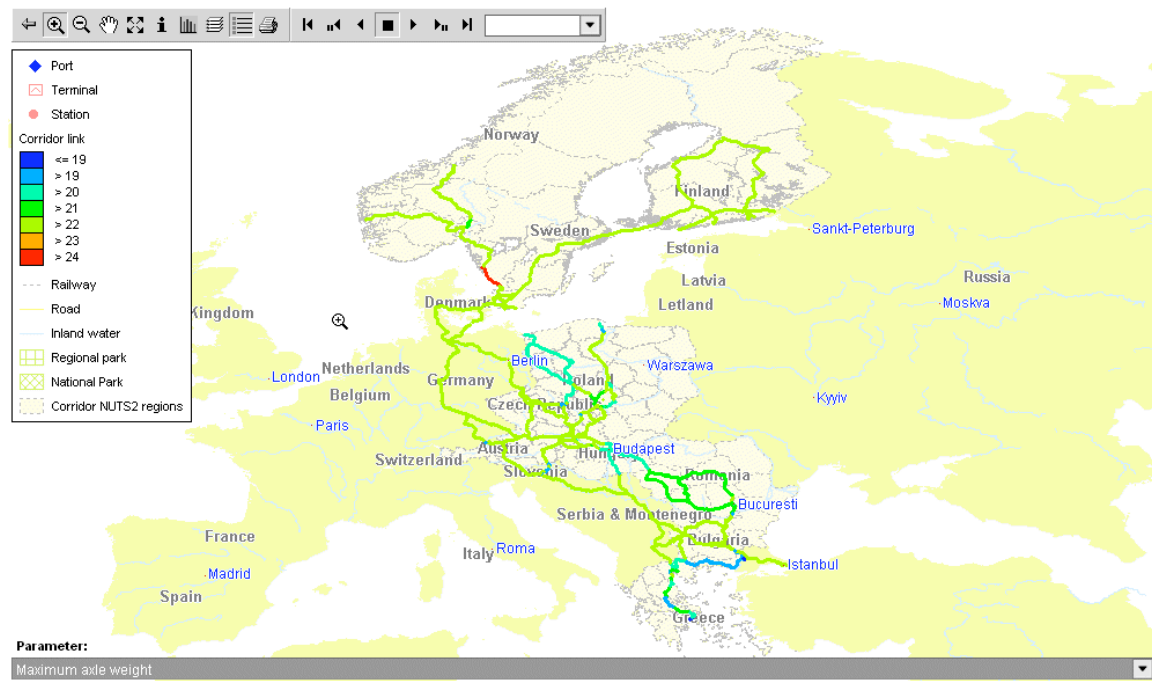 Port
Terminal
Station
Corridor link
<= 19
> 19
> 20
> 21
> 22
> 23
> 24
Railway
Road
Inland water
Regional park
National Park
Corridor NUTS2 regions
Norway
Finland
Sweden
Sankt-Peterburg
Estonia
Russia
Latvia
Denmark
Letland
Moskva
Kingdom
Berlin
Netherlands
Warszawa
London
Germany
Poland
Belgium
Kyyiv
Czech Republic
Paris
Austria
Hungary
Budapest
Switzerland
Slovenia
Romania
Bucuresti
Serbia & Montenegro
France
Bulgaria
Italy
Roma
Istanbul
Madrid
Spain
Greece
Parameter:
Maximum axle weight